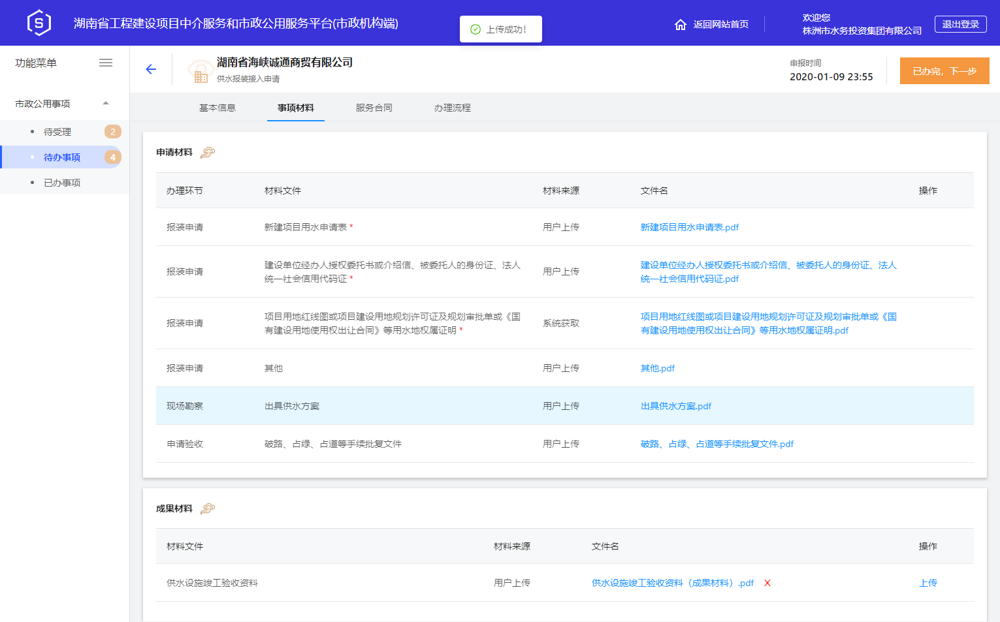 湖南省工程建设项目中介服务和市政公用服务平台(市政机构端)
上传成功！
返回网站首页
欢迎您
株洲市水务投资集团有限公司
退出登录
功能菜单
市政公用事项
待受理 2
待办事项 4
已办事项
湖南省海峡诚通商贸有限公司
供水报装接入申请
申报时间
2020-01-09 23:55
已办完，下一步
基本信息 事项材料 服务合同 办理流程
申请材料
办理环节 材料文件 材料来源 文件名 操作
报装申请 新建项目用水申请表 * 用户上传 新建项目用水申请表.pdf
报装申请
建设单位经办人授权委托书或介绍信、被委托人的身份证、法人
统一社会信用代码证 *
用户上传
建设单位经办人授权委托书或介绍信、被委托人的身份证、法人
统一社会信用代码证.pdf
报装申请
项目用地红线图或项目建设用地规划许可证及规划审批单或《国
有建设用地使用权出让合同》等用水地权属证明 *
系统获取
项目用地红线图或项目建设用地规划许可证及规划审批单或《国
有建设用地使用权出让合同》等用水地权属证明.pdf
报装申请 其他 用户上传 其他.pdf
现场勘察 出具供水方案 用户上传 出具供水方案.pdf
申请验收 破路、占绿、占道等手续批复文件 用户上传 破路、占绿、占道等手续批复文件.pdf
成果材料
材料文件 材料来源 文件名 操作
供水设施竣工验收资料 用户上传 供水设施竣工验收资料（成果材料）.pdf X 上传